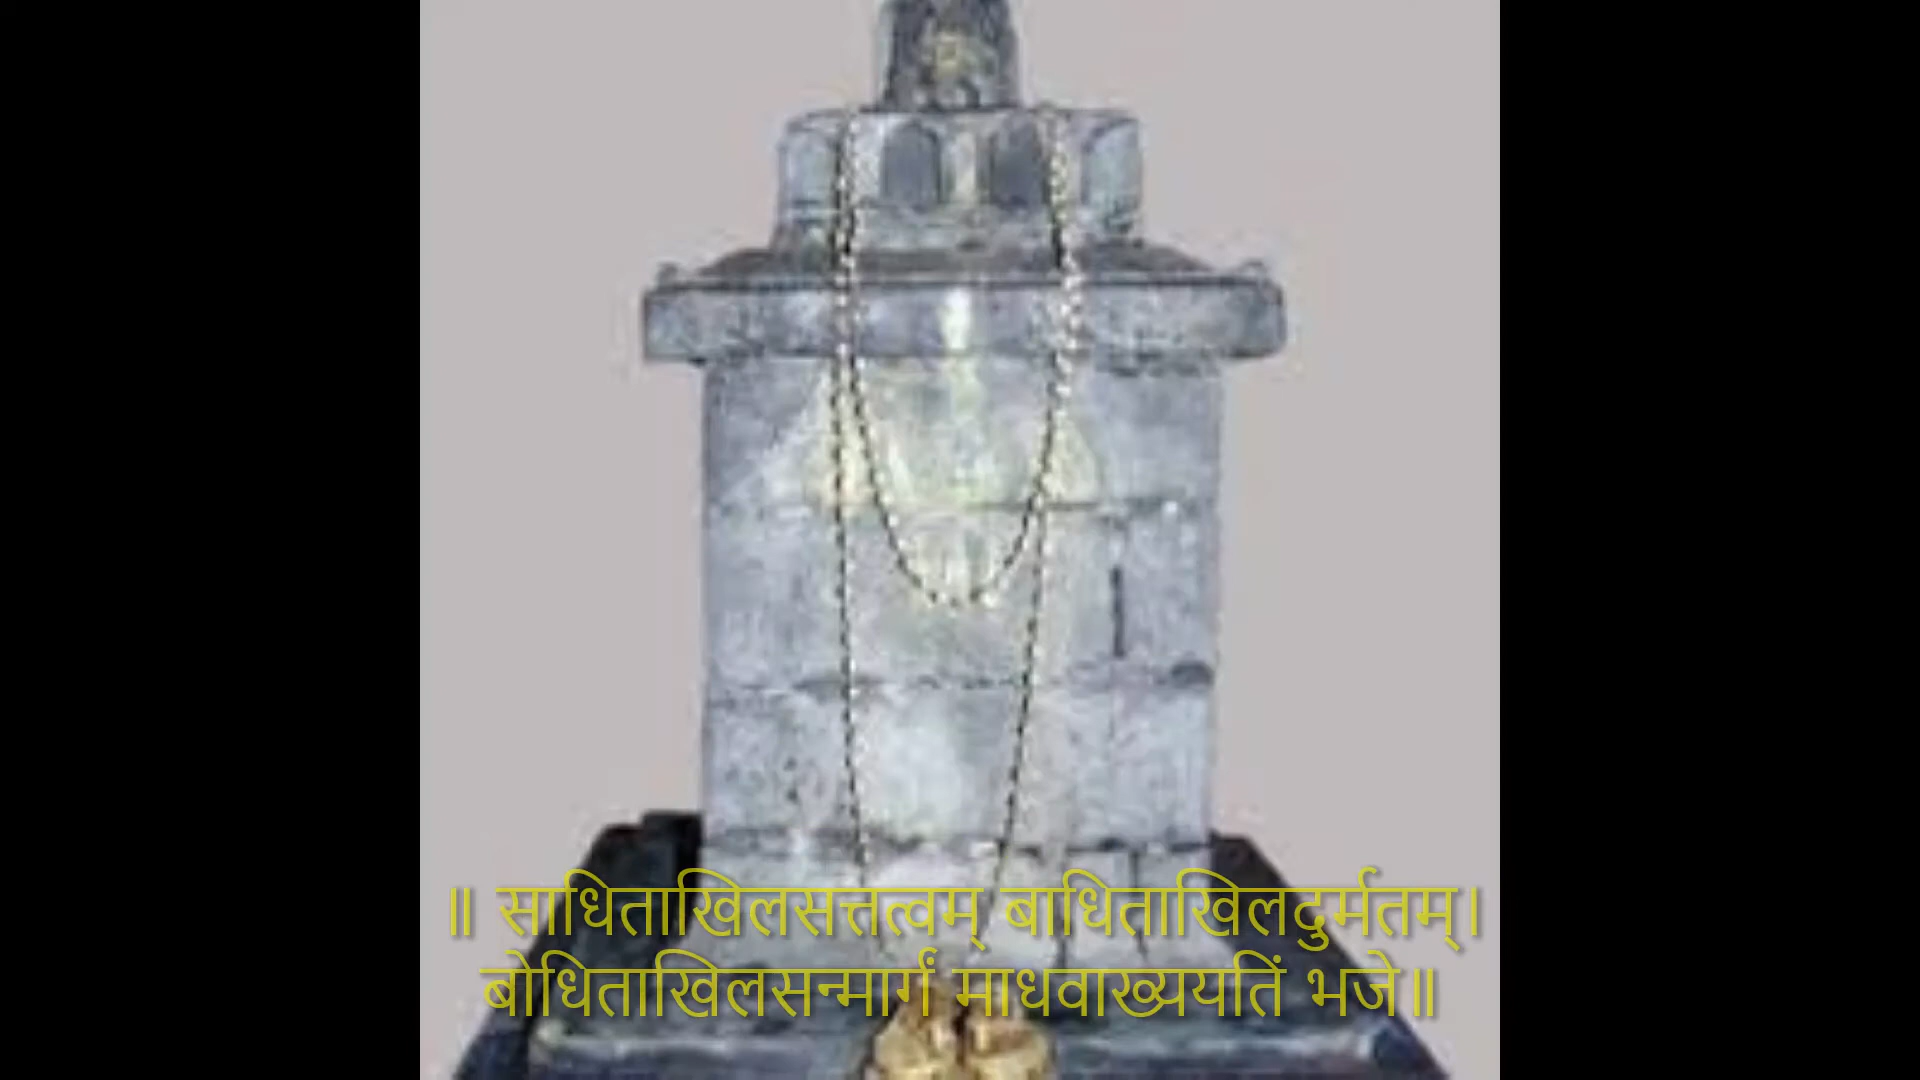 ॥ साधिताखिलसत्तत्वम् बाधिताखिलदुर्मतम्।
बोधिताखिलसन्मार्गं माधवाख्ययतिं भजे॥